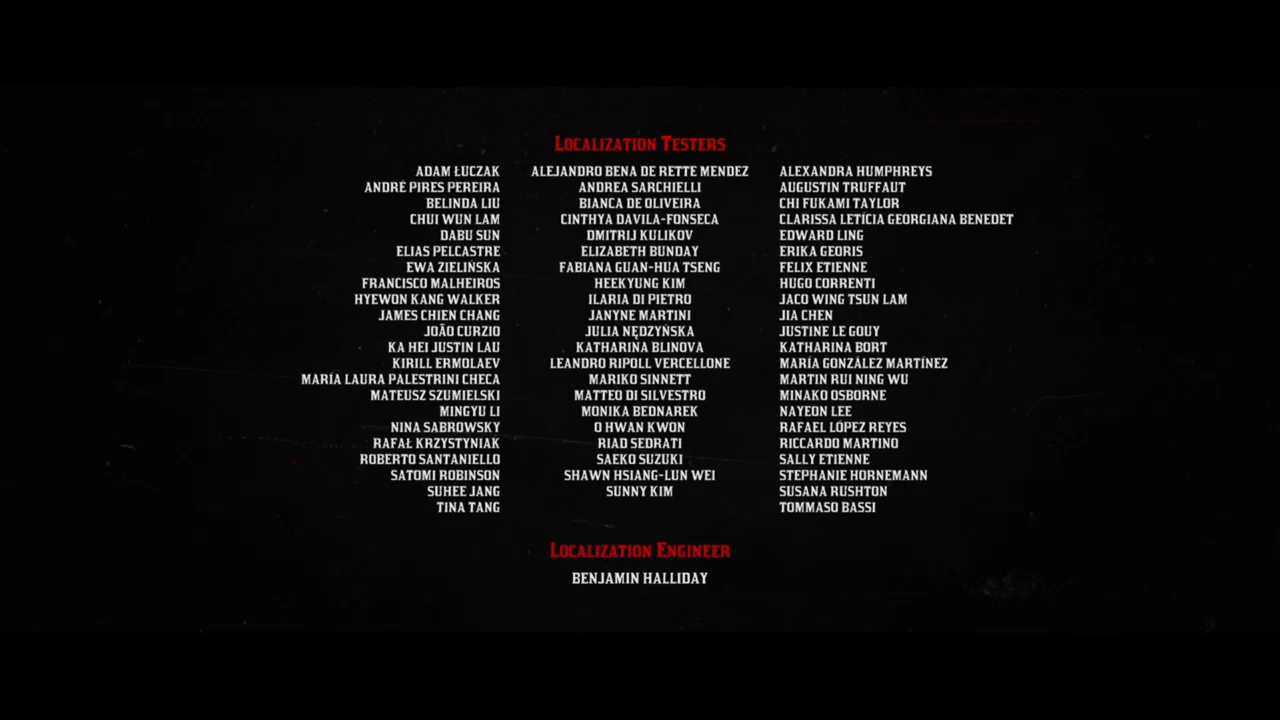 Localization Testers
ADAM ŁUCZAK ALEJANDRO BENA DE RETTE MENDEZ ALEXANDRA HUMPHREYS
ANDRÉ PIRES PEREIRA ANDREA SARCHIELLI AUGUSTIN TRUFFAUT
BELINDA LIU BIANCA DE OLIVEIRA CHI FUKAMI TAYLOR
CHUI WUN LAM CINTHYA DAVILA-FONSECA CLARISSA LETÍCIA GEORGIANA BENEDET
DABU SUN DMITRIJ KULIKOV EDWARD LING
ELIAS PELCASTRE ELIZABETH BUNDAY ERIKA GEORIS
EWA ZIELIŃSKA FABIANA GUAN-HUA TSENG FELIX ETIENNE
FRANCISCO MALHEIROS HEEKYUNG KIM HUGO CORRENTI
HYEWON KANG WALKER ILARIA DI PIETRO JACO WING TSUN LAM
JAMES CHIEN CHANG JANYNE MARTINI JIA CHEN
JOÃO CURZIO JULIA NĘDZYŃSKA JUSTINE LE GOUY
KA HEI JUSTIN LAU KATHARINA BLINOVA KATHARINA BORT
KIRILL ERMOLAEV LEANDRO RIPOLL VERCELLONE MARÍA GONZÁLEZ MARTÍNEZ
MARÍA LAURA PALESTRINI CHECA MARIKO SINNETT MARTIN RUI NING WU
MATEUSZ SZUMIELSKI MATTEO DI SILVESTRO MINAKO OSBORNE
MINGYU LI MONIKA BEDNAREK NAYEON LEE
NINA SABROWSKY O HWAN KWON RAFAEL LÓPEZ REYES
RAFAŁ KRZYSTYNIAK RIAD SEDRATI RICCARDO MARTINO
ROBERTO SANTANIELLO SAEKO SUZUKI SALLY ETIENNE
SATOMI ROBINSON SHAWN HSIANG-LUN WEI STEPHANIE HORNEMANN
SUHEE JANG SUNNY KIM SUSANA RUSHTON
TINA TANG TOMMASO BASSI
Localization Engineer
BENJAMIN HALLIDAY